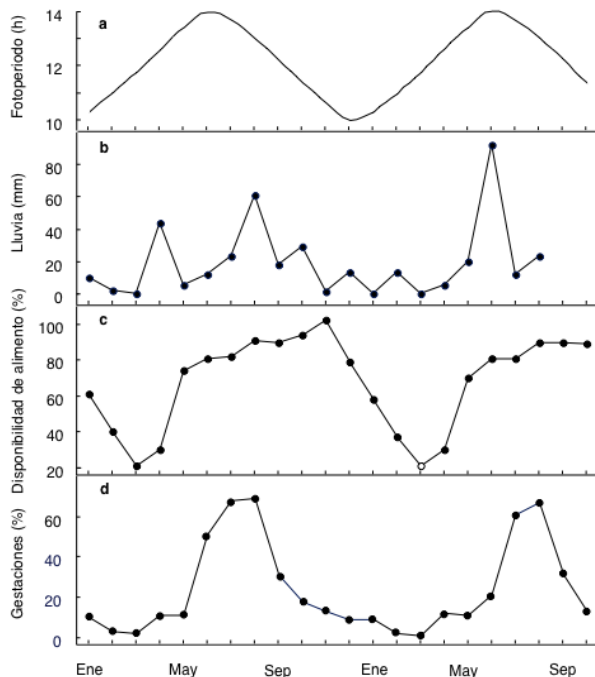 Fotoperiodo (h)
14
12
10
a
Lluvia (mm)
80
60
40
20
0
b
Disponibilidad de alimento (%)
100
80
60
40
20
c
Gestaciones (%)
60
40
20
0
d
Ene May Sep Ene May Sep